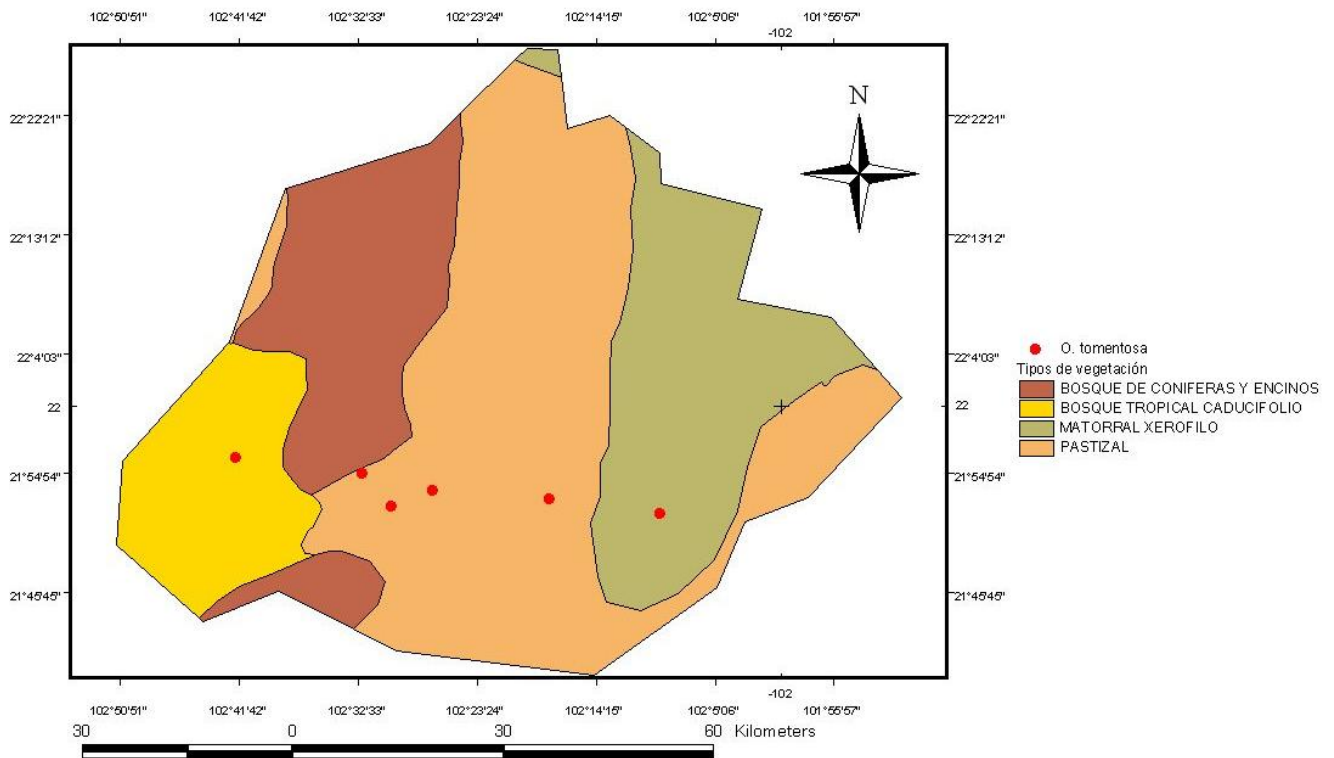 102°50'51" 102°41'42" 102°32'33" 102°23'24" 102°14'15" 102°5'06" 101°55'57"
-102
N
22°22'21" 22°22'21"
22°13'12" 22°13'12"
22°4'03" 22°4'03"
22 22
21°54'54" 21°54'54"
21°45'45" 21°45'45"
O. tomentosa
Tipos de vegetación
BOSQUE DE CONIFERAS Y ENCINOS
BOSQUE TROPICAL CADUCIFOLIO
MATORRAL XEROFILO
PASTIZAL
-102
102°50'51" 102°41'42" 102°32'33" 102°23'24" 102°14'15" 102°5'06" 101°55'57"
30 0 30 60 Kilometers